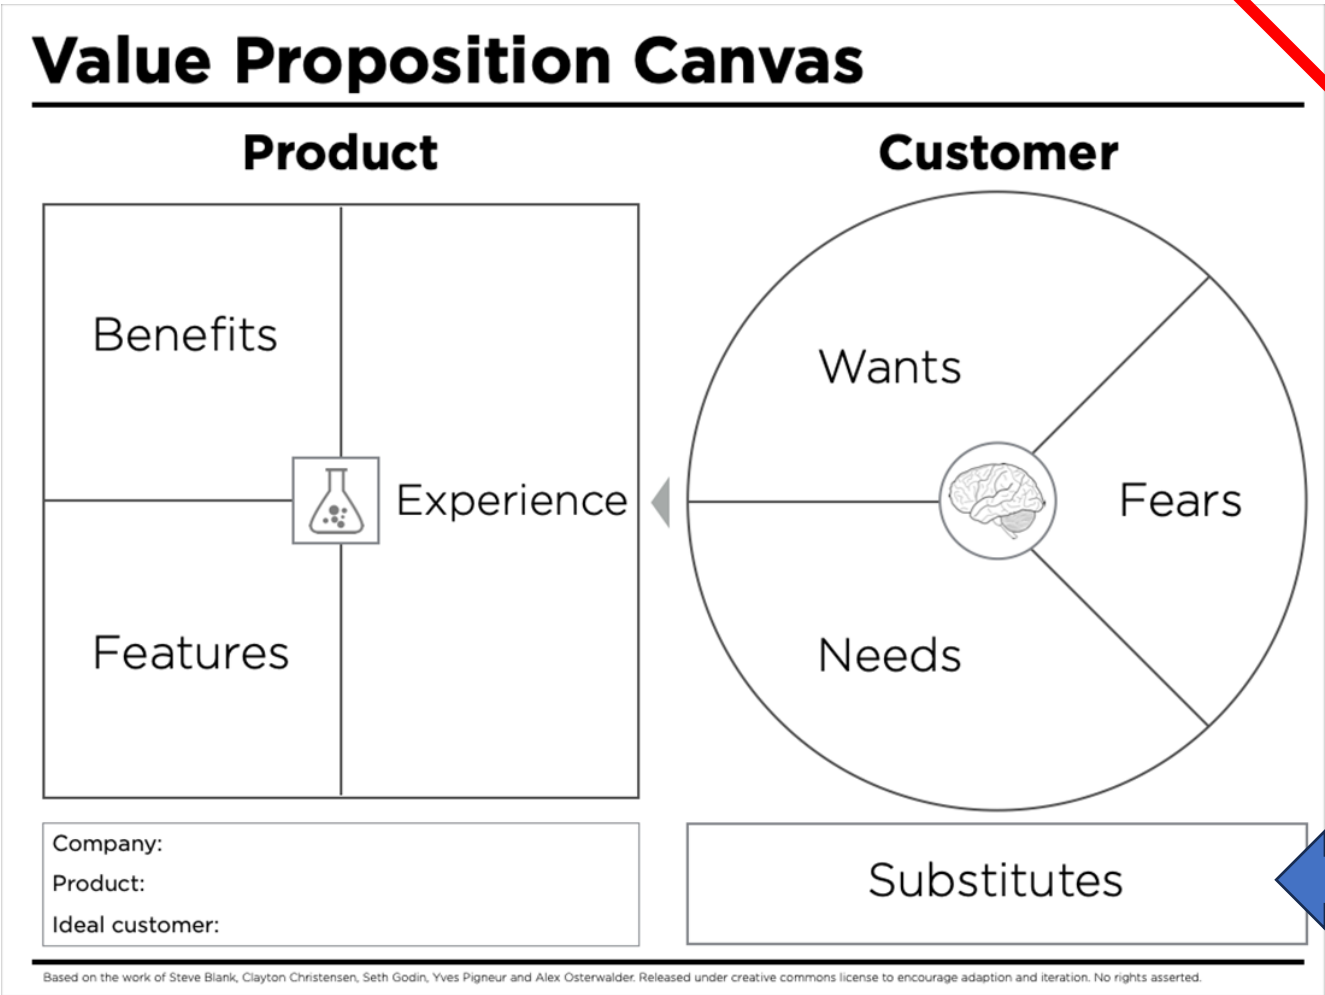 Value Proposition Canvas
Product
Customer
Benefits
Experience
Features
Wants
Fears
Needs
Company:
Product:
Ideal customer:
Substitutes
Based on the work of Steve Blank, Clayton Christensen, Seth Godin, Yves Pigneur and Alex Osterwalder. Released under creative commons license to encourage adaption and iteration. No rights asserted.